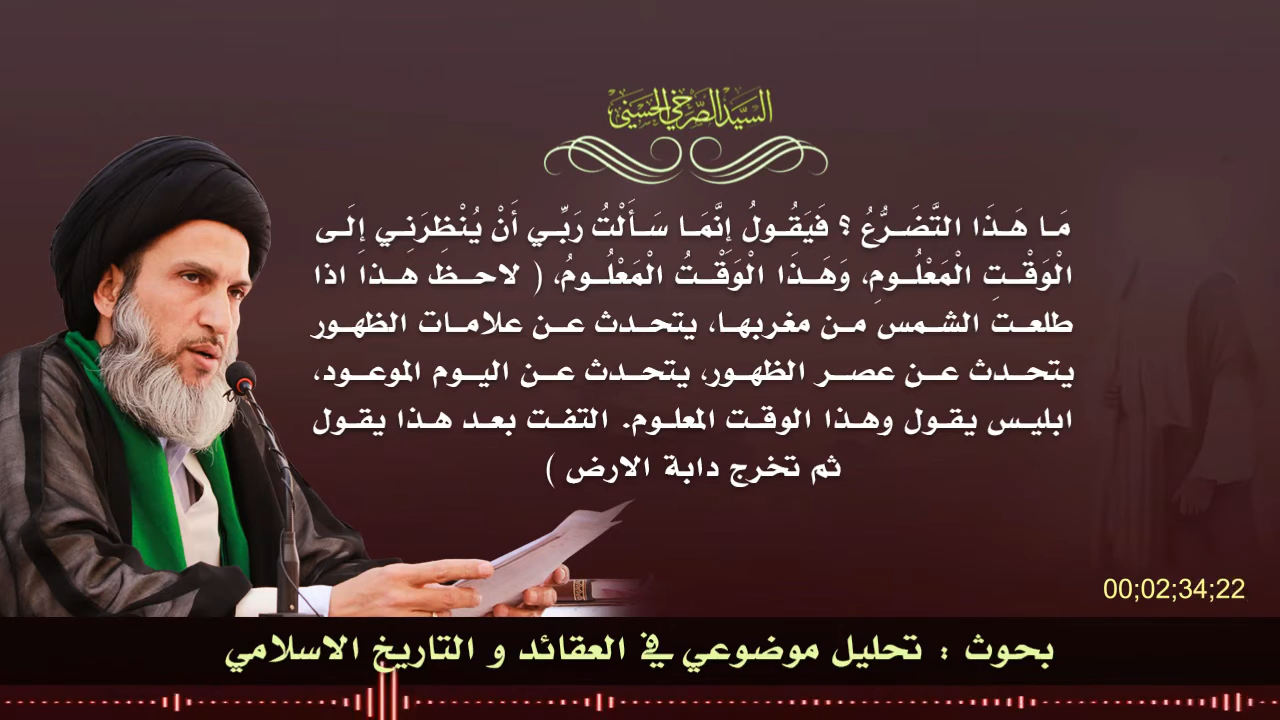 السيد الصرخي الحسني
مَا هَذَا التَّضَرُّعُ ؟ فَيَقُولُ إنَّمَا سَأَلْتُ رَبِّي أَنْ يُنْظِرَنِي إِلَى
الْوَقْتِ الْمَعْلُومِ، وَهَذَا الْوَقْتُ الْمَعْلُومُ، ( لاحظ هذا اذا
طلعت الشمس من مغربها، يتحدث عن علامات الظهور
يتحدث عن عصر الظهور، يتحدث عن اليوم الموعود،
ابليس يقول وهذا الوقت المعلوم. التفت بعد هذا يقول
ثم تخرج دابة الارض )
00;02;34;22
بحوث : تحليل موضوعي في العقائد و التاريخ الاسلامي